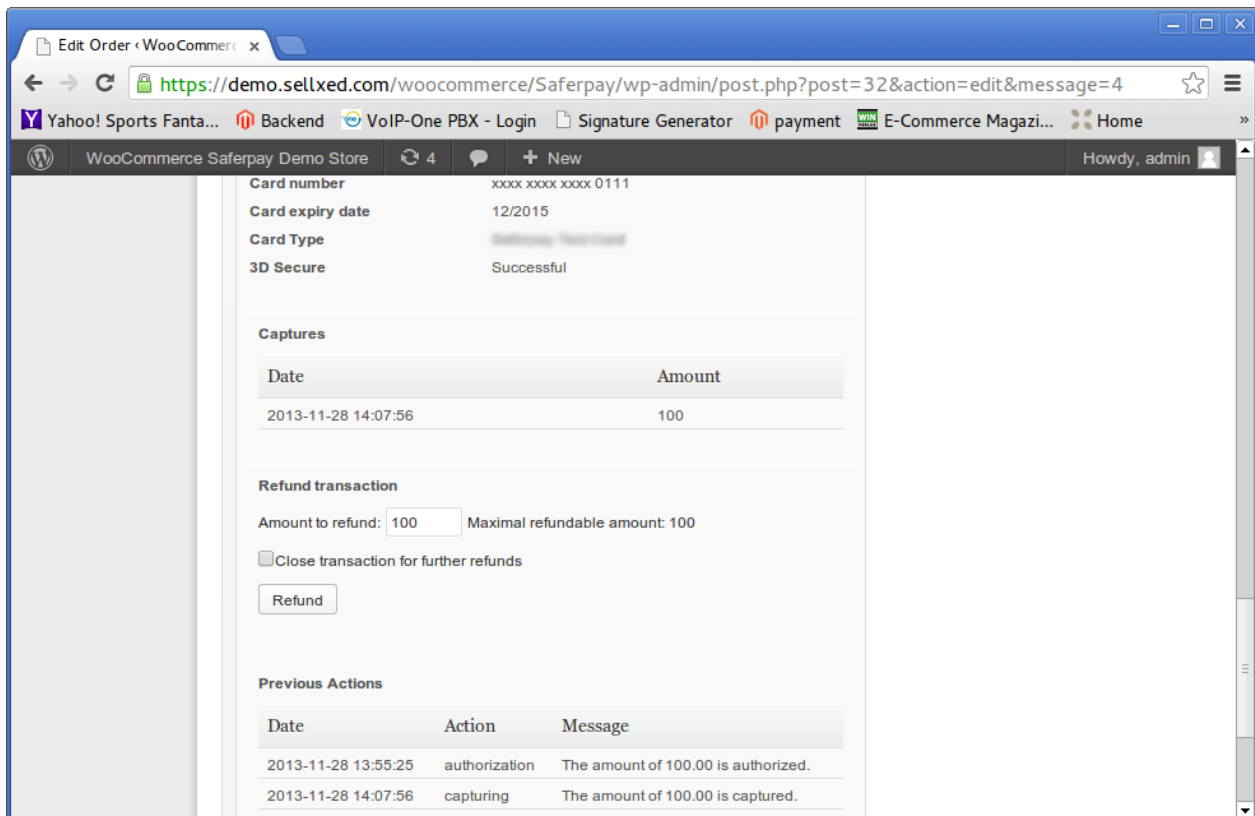 Edit Order ‹ WooCommerc
https://demo.sellxed.com/woocommerce/Saferpay/wp-admin/post.php?post=32&action=edit&message=4
Yahoo! Sports Fanta... Backend VoIP-One PBX - Login Signature Generator payment E-Commerce Magazi... Home »
WooCommerce Saferpay Demo Store 4 + New Howdy, admin
Card number xxxx xxxx xxxx 0111
Card expiry date 12/2015
Card Type
3D Secure Successful
Captures
Date Amount
2013-11-28 14:07:56 100
Refund transaction
Amount to refund: 100 Maximal refundable amount: 100
Close transaction for further refunds
Refund
Previous Actions
Date Action Message
2013-11-28 13:55:25 authorization The amount of 100.00 is authorized.
2013-11-28 14:07:56 capturing The amount of 100.00 is captured.